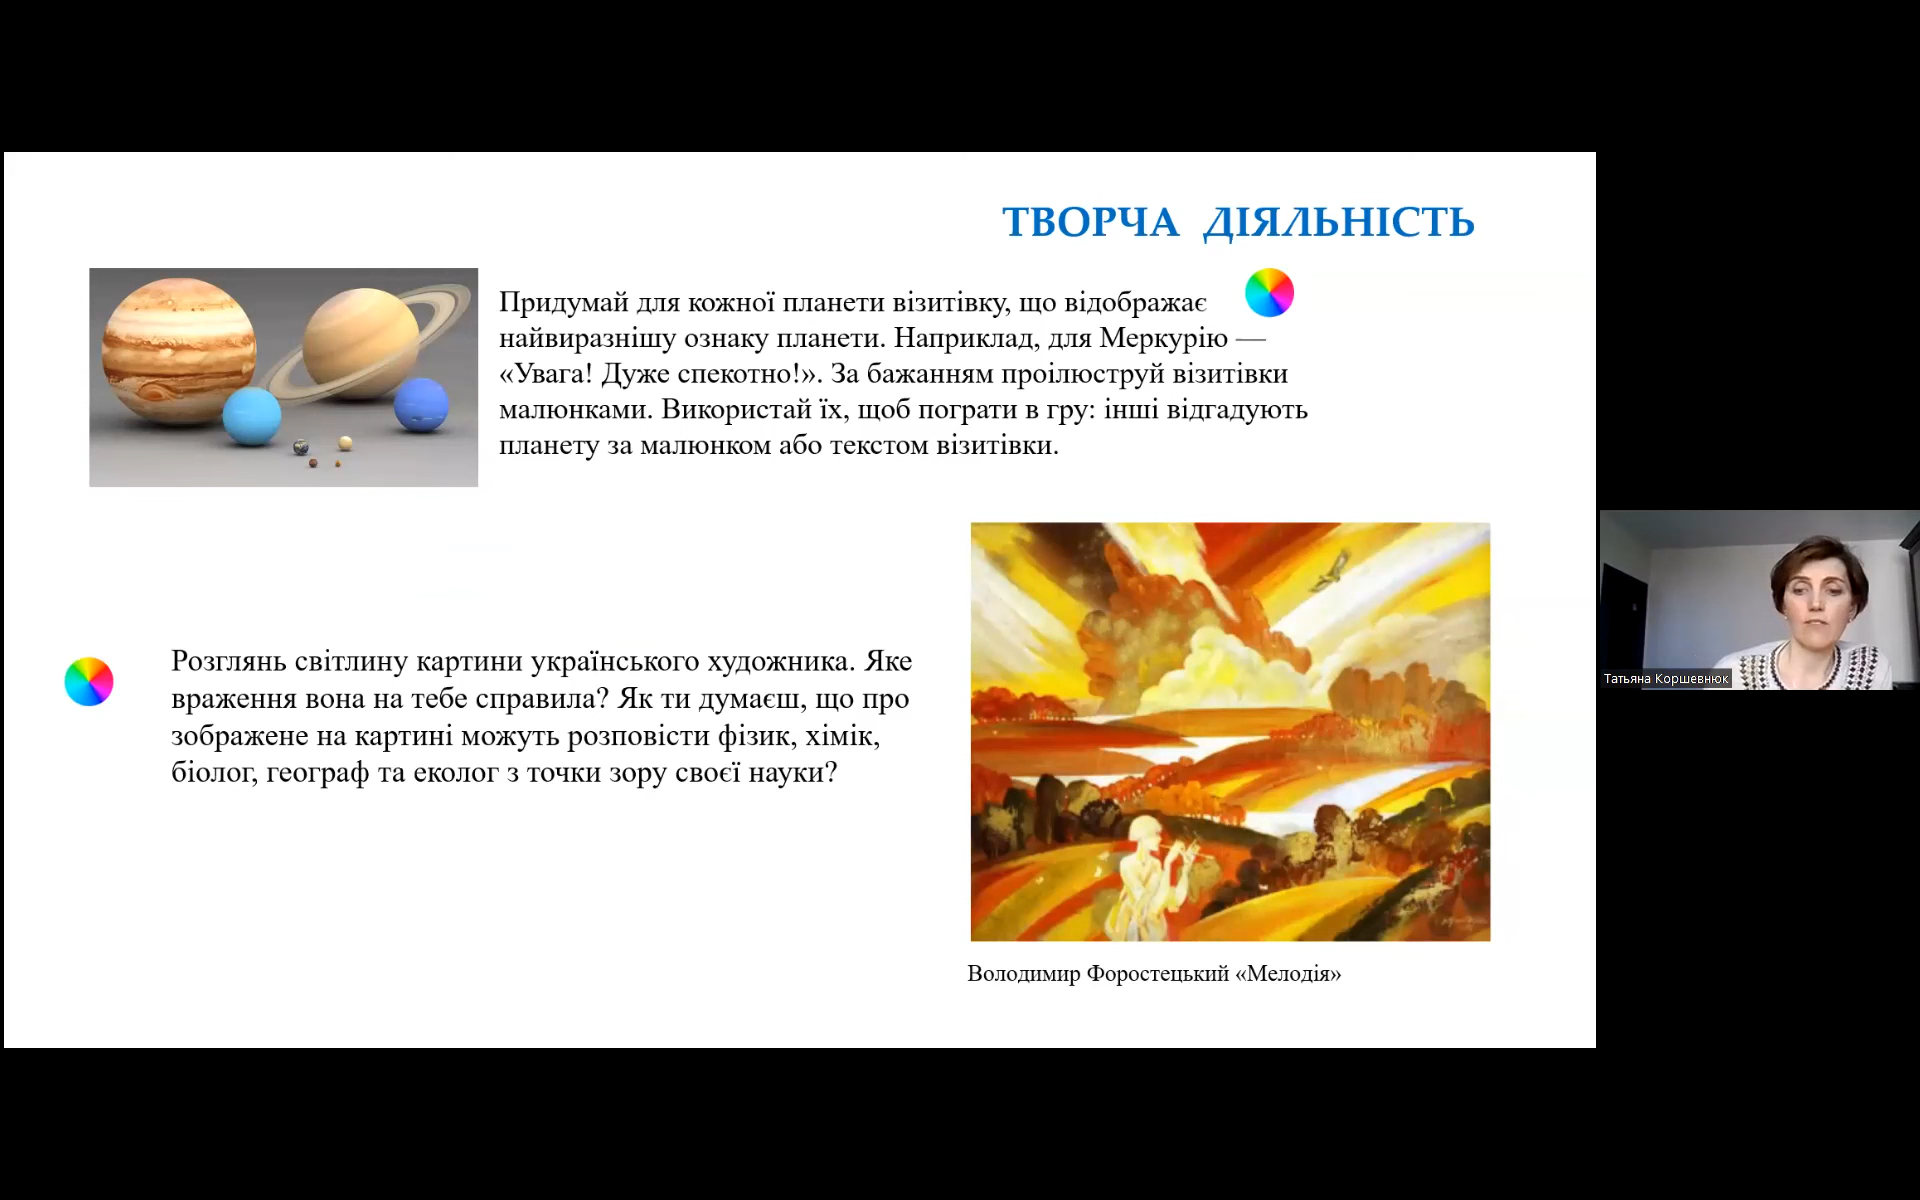 ТВОРЧА ДІЯЛЬНІСТЬ
Придумай для кожної планети візитівку, що відображає
найвиразнішу ознаку планети. Наприклад, для Меркурію —
«Увага! Дуже спекотно!». За бажанням проілюструй візитівки
малюнками. Використай їх, щоб пограти в гру: інші відгадують
планету за малюнком або текстом візитівки.
Розглянь світлину картини українського художника. Яке
враження вона на тебе справила? Як ти думаєш, що про
зображене на картині можуть розповісти фізик, хімік,
біолог, географ та еколог з точки зору своєї науки?
Володимир Форостецький «Мелодія»
Татьяна Коршевнюк